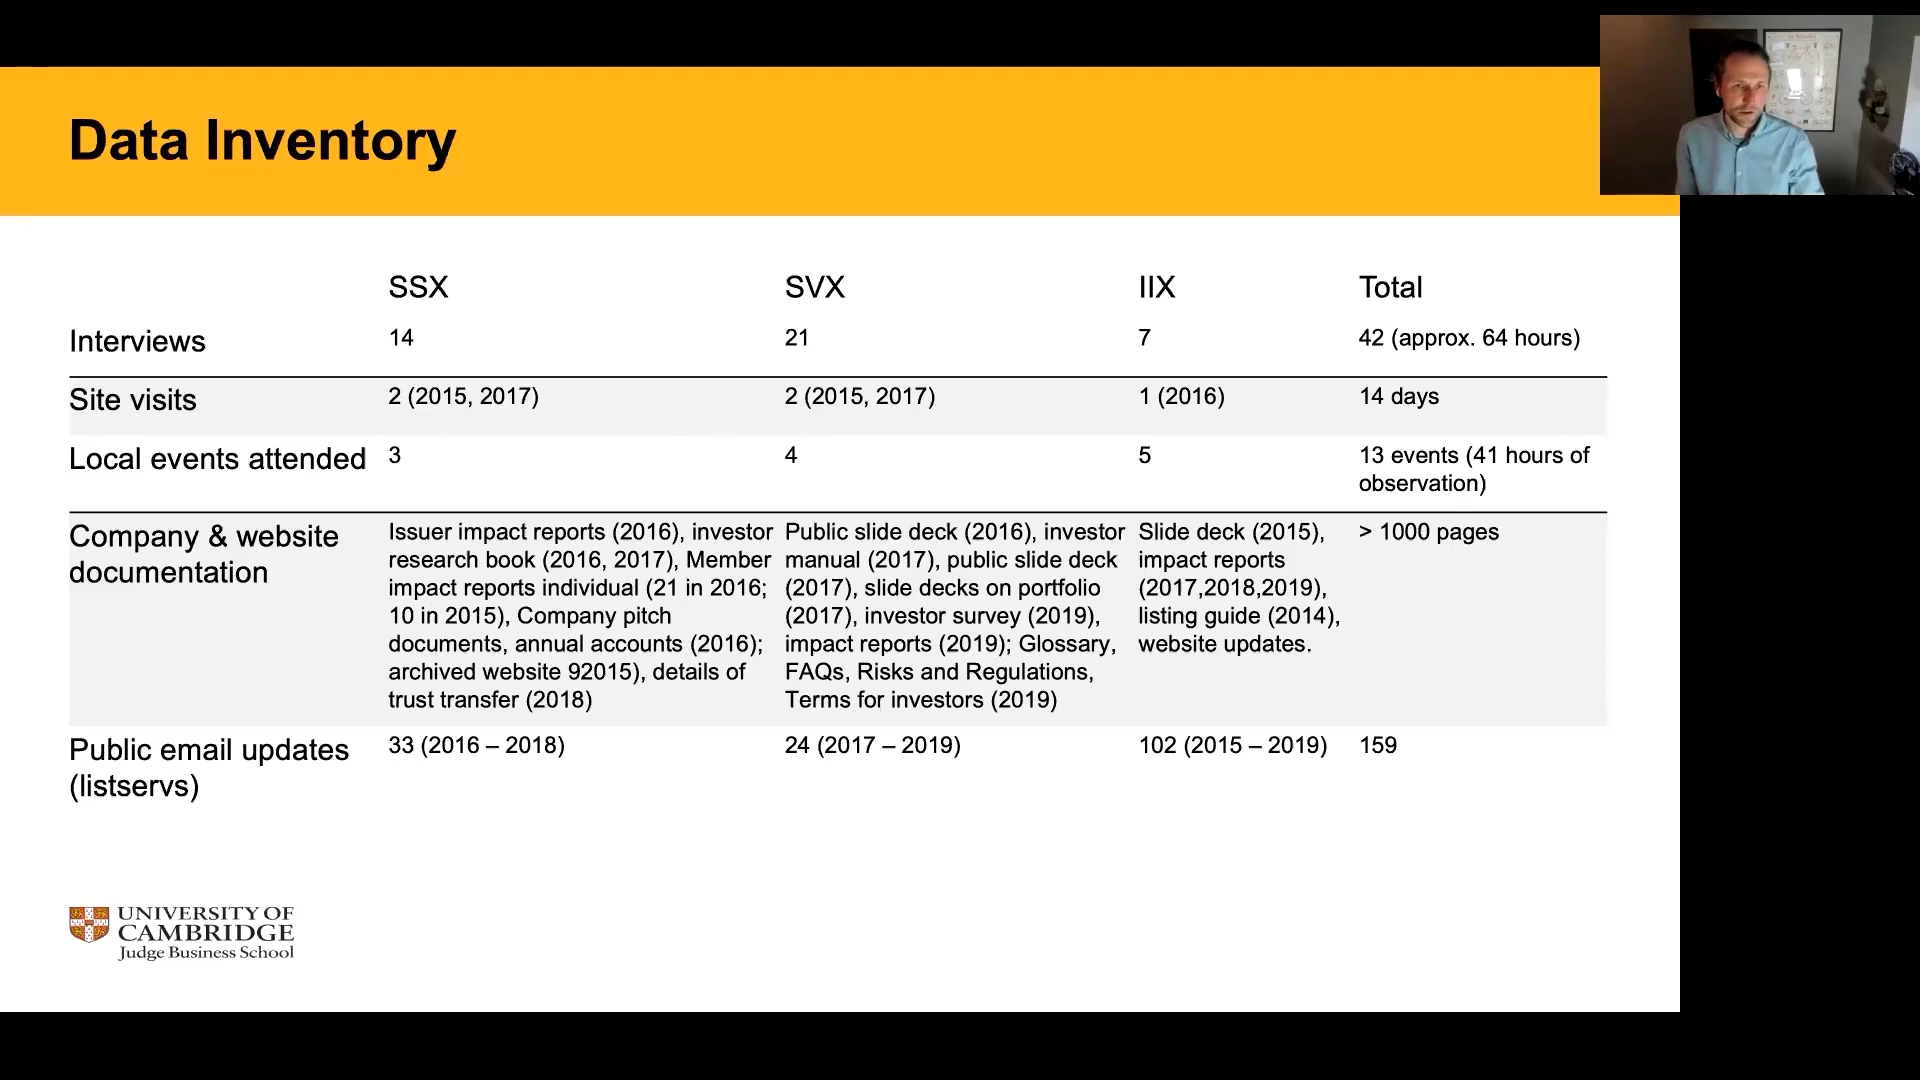 Data Inventory
SSX SVX IIX Total
Interviews 14 21 7 42 (approx. 64 hours)
Site visits 2 (2015, 2017) 2 (2015, 2017) 1 (2016) 14 days
Local events attended 3 4 5 13 events (41 hours of
observation)
Company & website
documentation
Issuer impact reports (2016), investor
research book (2016, 2017), Member
impact reports individual (21 in 2016;
10 in 2015), Company pitch
documents, annual accounts (2016);
archived website 92015), details of
trust transfer (2018)
Public slide deck (2016), investor
manual (2017), public slide deck
(2017), slide decks on portfolio
(2017), investor survey (2019),
impact reports (2019); Glossary,
FAQs, Risks and Regulations,
Terms for investors (2019)
Slide deck (2015),
impact reports
(2017,2018,2019),
listing guide (2014),
website updates.
> 1000 pages
Public email updates
(listservs)
33 (2016 – 2018) 24 (2017 – 2019) 102 (2015 – 2019) 159
UNIVERSITY OF
CAMBRIDGE
Judge Business School